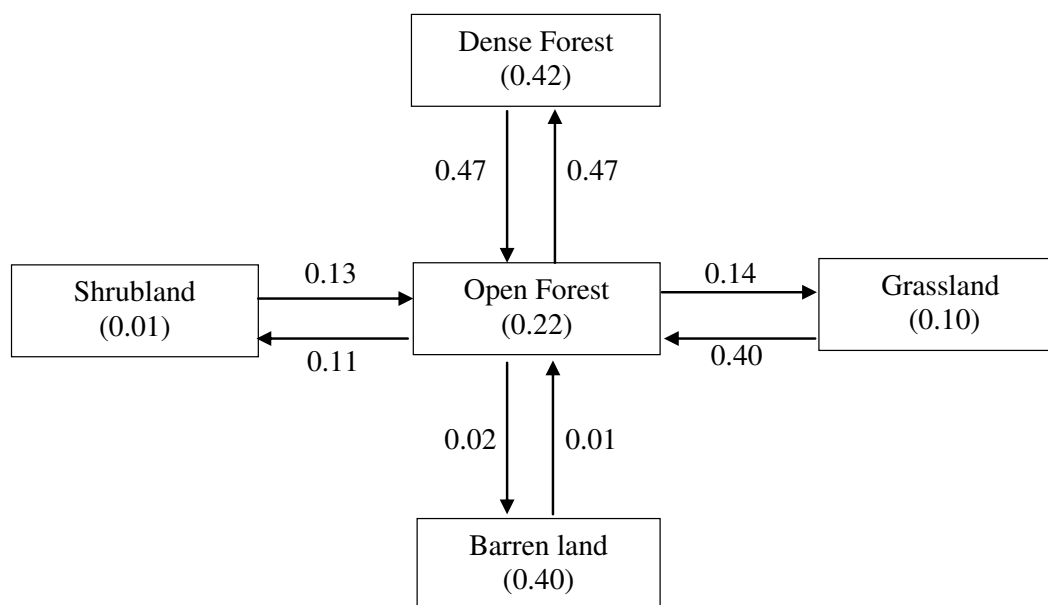 Dense Forest
(0.42)
0.47
0.47
Shrubland
(0.01)
0.13
0.11
Open Forest
(0.22)
0.14
0.40
Grassland
(0.10)
0.02
0.01
Barren land
(0.40)